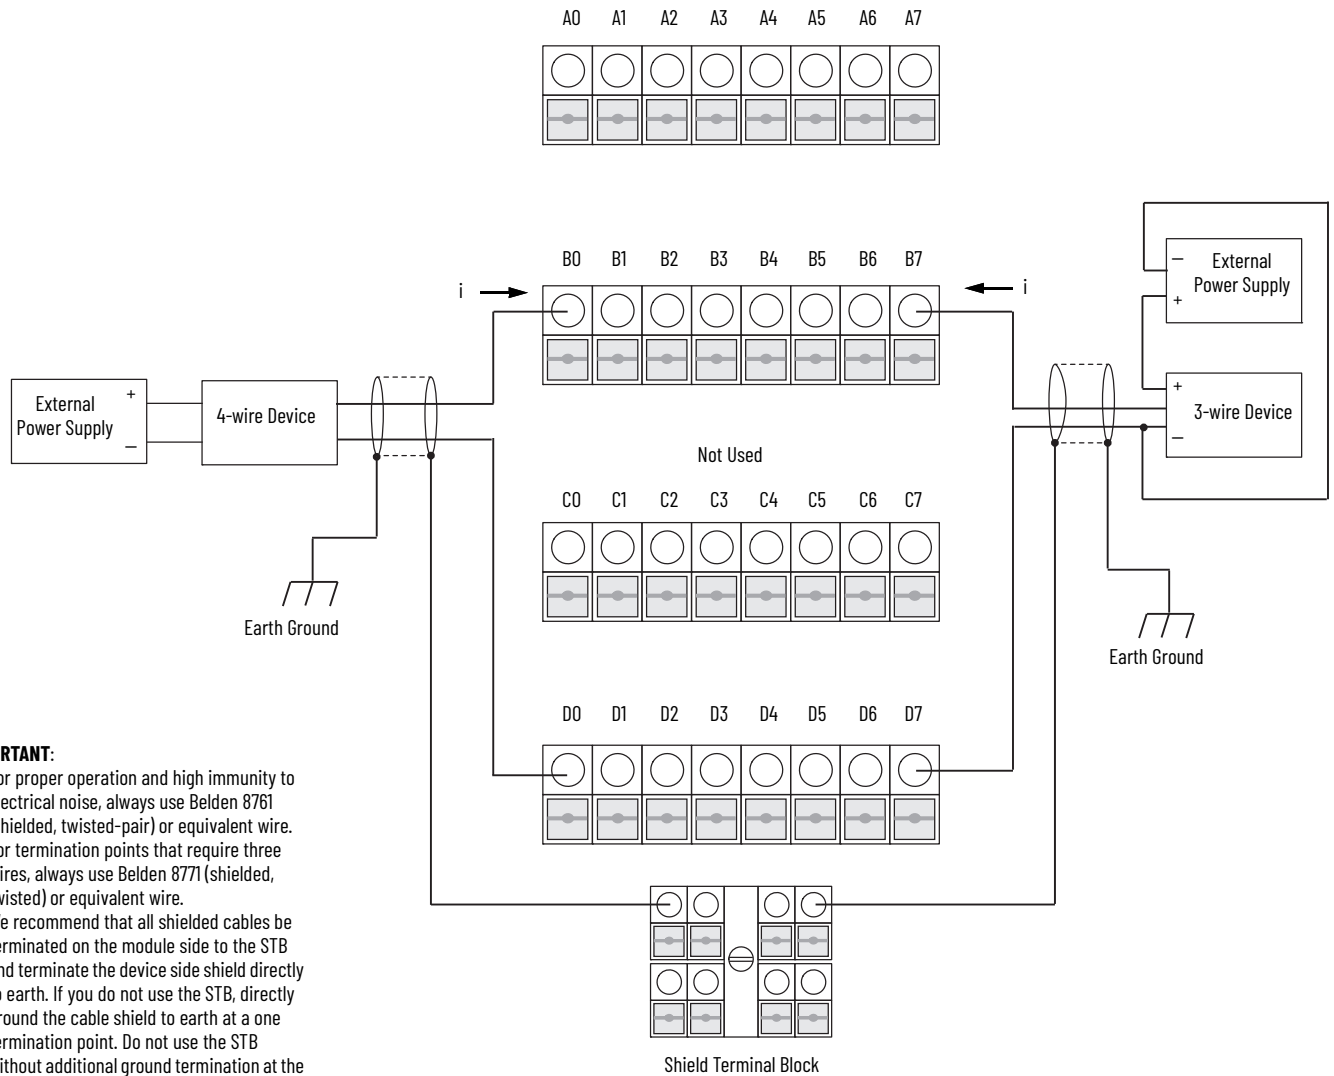 A0 A1 A2 A3 A4 A5 A6 A7
B0 B1 B2 B3 B4 B5 B6 B7
i
i
External
Power Supply
–
+
External
Power Supply
+
–
4-wire Device
+
3-wire Device
–
Not Used
C0 C1 C2 C3 C4 C5 C6 C7
Earth Ground
Earth Ground
D0 D1 D2 D3 D4 D5 D6 D7
RTANT:
or proper operation and high immunity to
ectrical noise, always use Belden 8761
hielded, twisted-pair) or equivalent wire.
or termination points that require three
ires, always use Belden 8771 (shielded,
wisted) or equivalent wire.
e recommend that all shielded cables be
erminated on the module side to the STB
nd terminate the device side shield directly
o earth. If you do not use the STB, directly
round the cable shield to earth at a one
ermination point. Do not use the STB
ithout additional ground termination at the
Shield Terminal Block